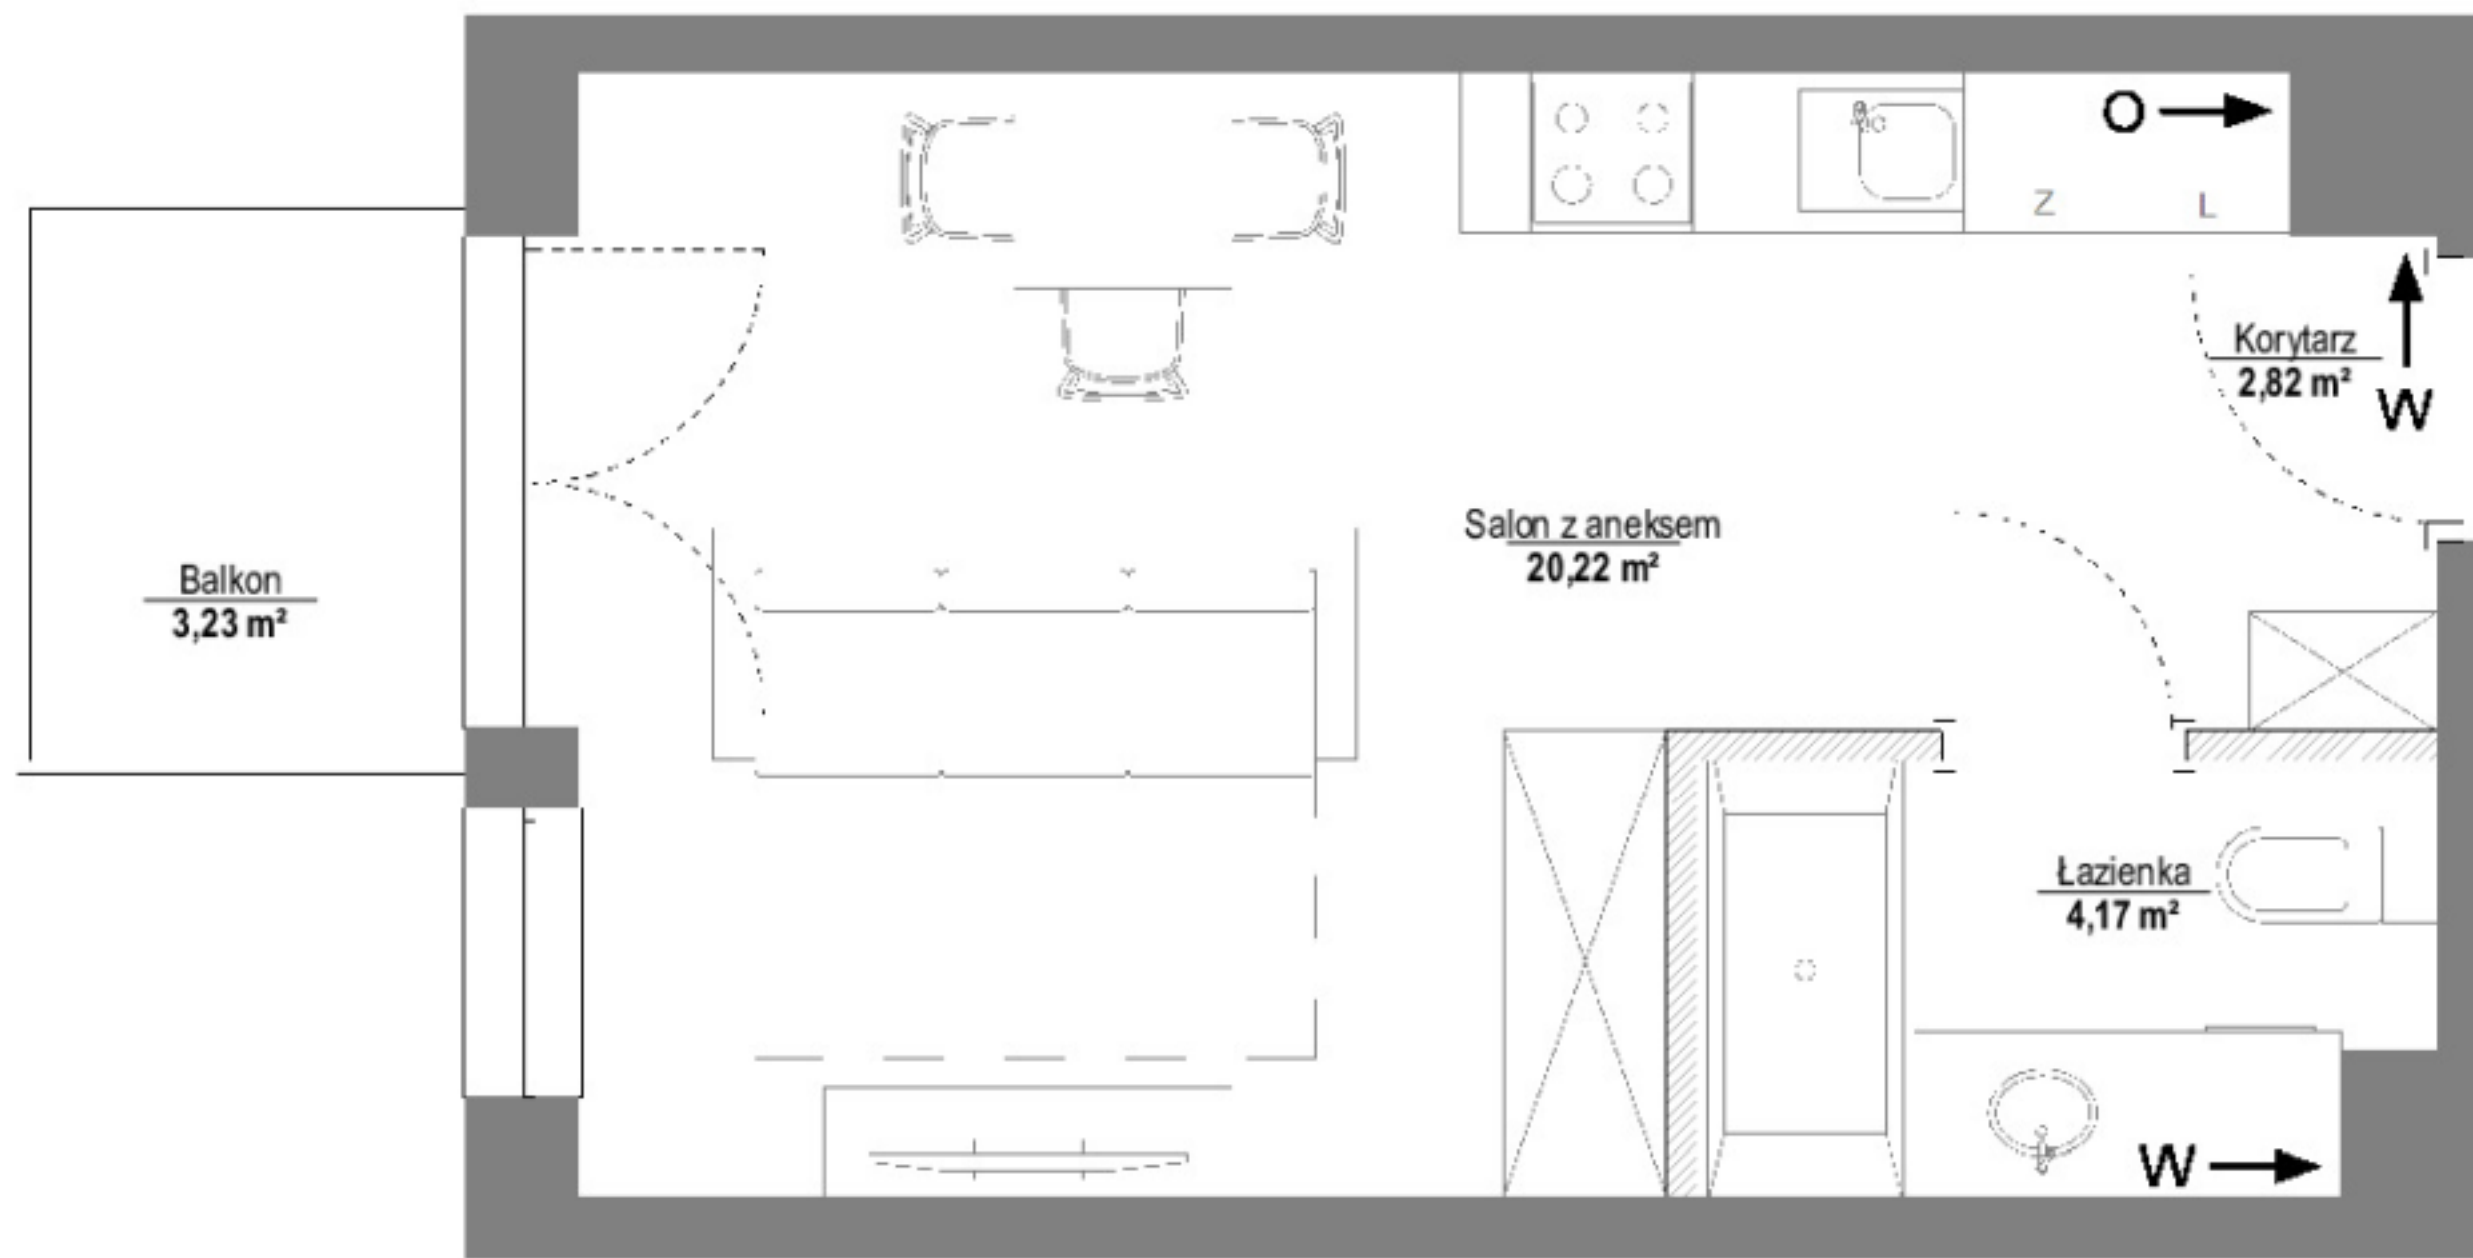 O
Z
L
Korytarz
2,82 m²
W
Salon z aneksem
20,22 m²
Balkon
3,23 m²
Łazienka
4,17 m²
W